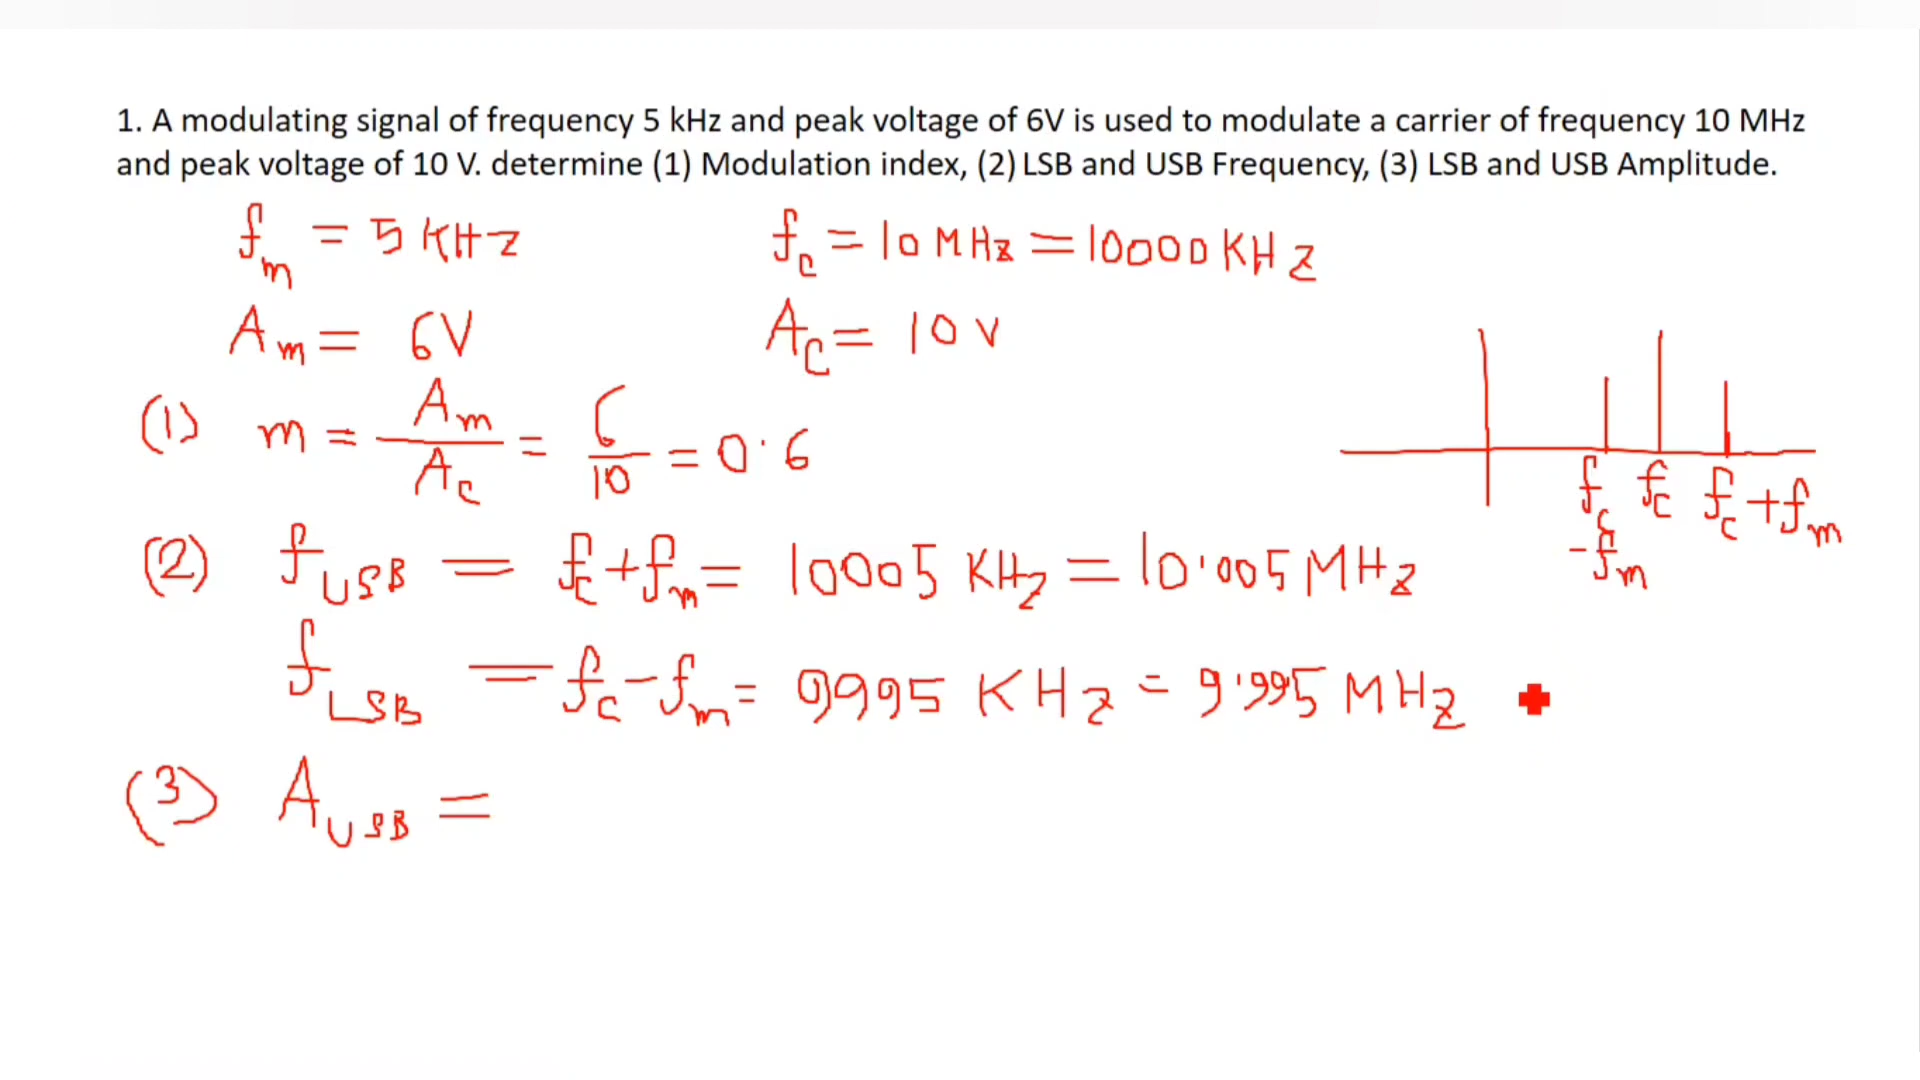 1. A modulating signal of frequency 5 kHz and peak voltage of 6V is used to modulate a carrier of frequency 10 MHz
and peak voltage of 10 V. determine (1) Modulation index, (2) LSB and USB Frequency, (3) LSB and USB Amplitude.
fm = 5 KHZ fc = 10 MHz = 10000 KHZ
Am = 6V Ac = 10 V
(1) m = Am/Ac = 6/10 = 0.6
fc - fm fc fc + fm
(2) fUSB = fc + fm = 10005 KHz = 10.005 MHz
fLSB = fc - fm = 9995 KHz = 9.995 MHz
(3) AUSB =